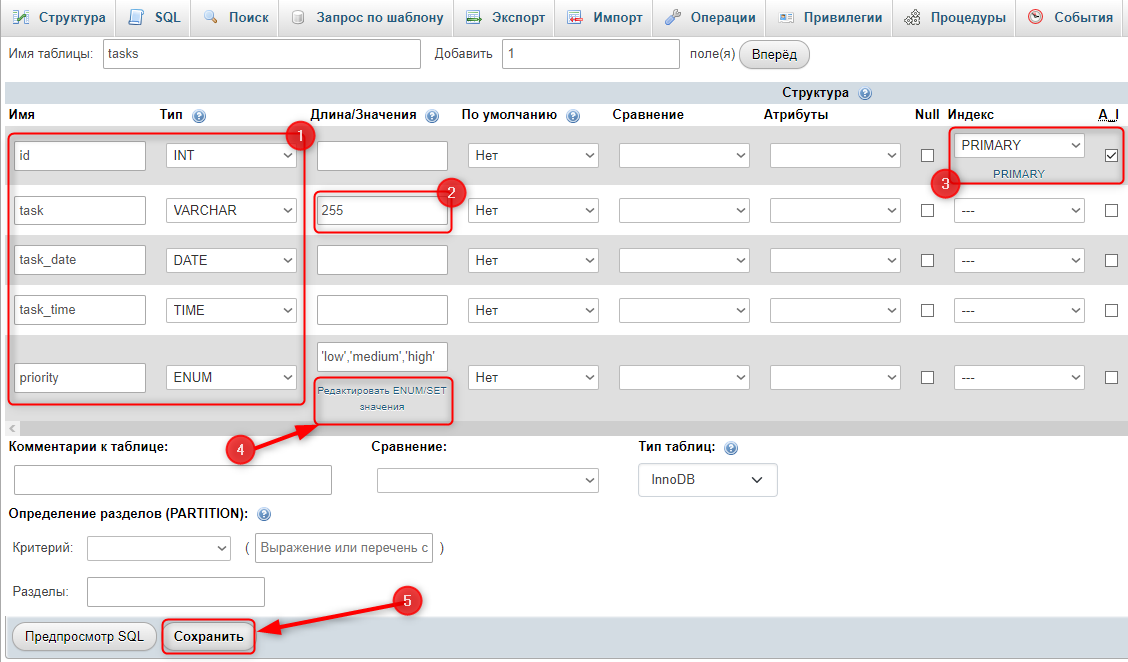 Структура SQL Поиск Запрос по шаблону Экспорт Импорт Операции Привилегии Процедуры События
Имя таблицы: tasks Добавить 1 поле(я) Вперёд
Структура
Имя Тип Длина/Значения По умолчанию Сравнение Атрибуты Null Индекс A_I
1
id INT Нет PRIMARY
PRIMARY
2 3
task VARCHAR 255 Нет ---
task_date DATE Нет ---
task_time TIME Нет ---
'low','medium','high'
priority ENUM Нет ---
Редактировать ENUM/SET
значения
4
Комментарии к таблице: Сравнение: Тип таблиц:
InnoDB
Определение разделов (PARTITION):
Критерий: ( Выражение или перечень с )
Разделы:
5
Предпросмотр SQL Сохранить